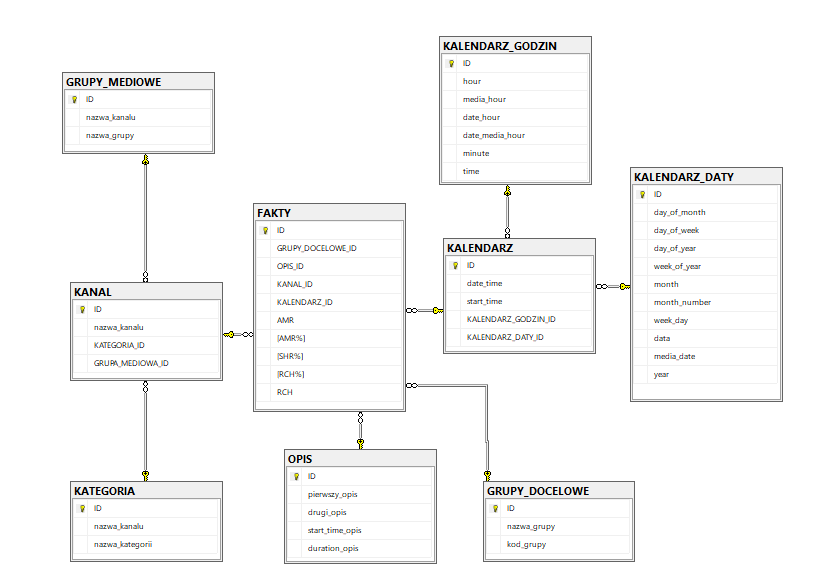 GRUPY_MEDIOWE
ID
nazwa_kanalu
nazwa_grupy
KALENDARZ_GODZIN
ID
hour
media_hour
date_hour
date_media_hour
minute
time
KALENDARZ_DATY
ID
day_of_month
day_of_week
day_of_year
week_of_year
month
month_number
week_day
data
media_date
year
FAKTY
ID
GRUPY_DOCELOWE_ID
OPIS_ID
KANAL_ID
KALENDARZ_ID
AMR
[AMR%]
[SHR%]
[RCH%]
RCH
KALENDARZ
ID
date_time
start_time
KALENDARZ_GODZIN_ID
KALENDARZ_DATY_ID
KANAL
ID
nazwa_kanalu
KATEGORIA_ID
GRUPA_MEDIOWA_ID
KATEGORIA
ID
nazwa_kanalu
nazwa_kategorii
OPIS
ID
pierwszy_opis
drugi_opis
start_time_opis
duration_opis
GRUPY_DOCELOWE
ID
nazwa_grupy
kod_grupy